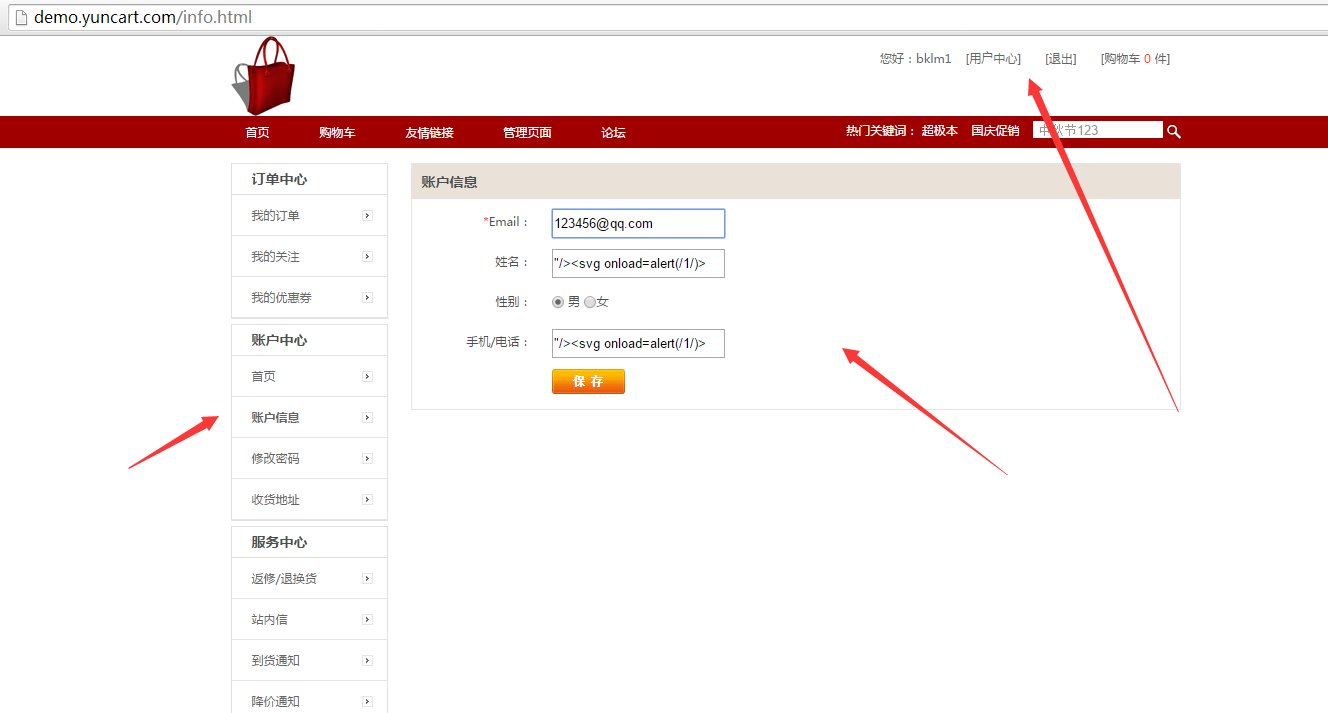 demo.yuncart.com/info.html
您好：bklm1 [用户中心] [退出] [购物车 0 件]
首页 购物车 友情链接 管理页面 论坛 热门关键词： 超极本 国庆促销 中秋节123
订单中心
我的订单
我的关注
我的优惠券
账户中心
首页
账户信息
修改密码
收货地址
服务中心
返修/退换货
站内信
到货通知
降价通知
账户信息
*Email： 123456@qq.com
姓名： "/><svg onload=alert(/1/)>
性别： 男 女
手机/电话： "/><svg onload=alert(/1/)>
保 存